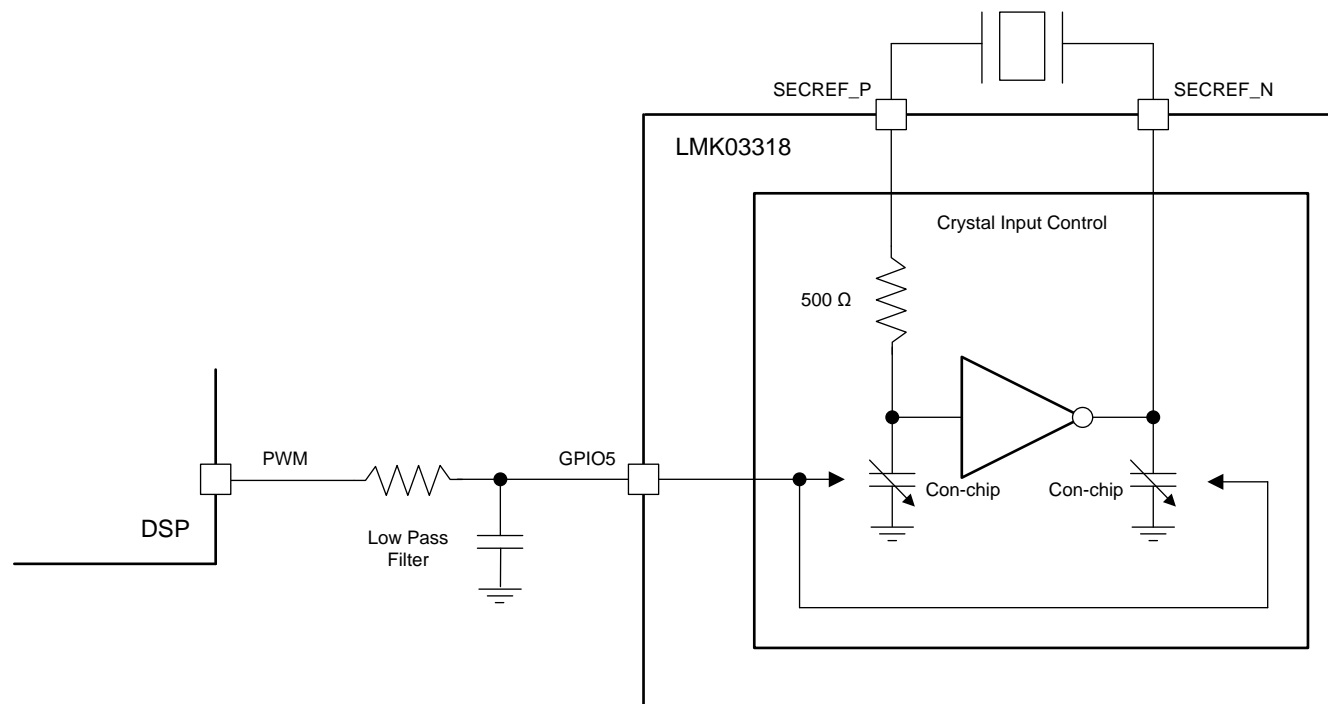 SECREF_P
SECREF_N
LMK03318
Crystal Input Control
500 Ω
PWM
GPIO5
Con-chip
Con-chip
DSP
Low Pass
Filter